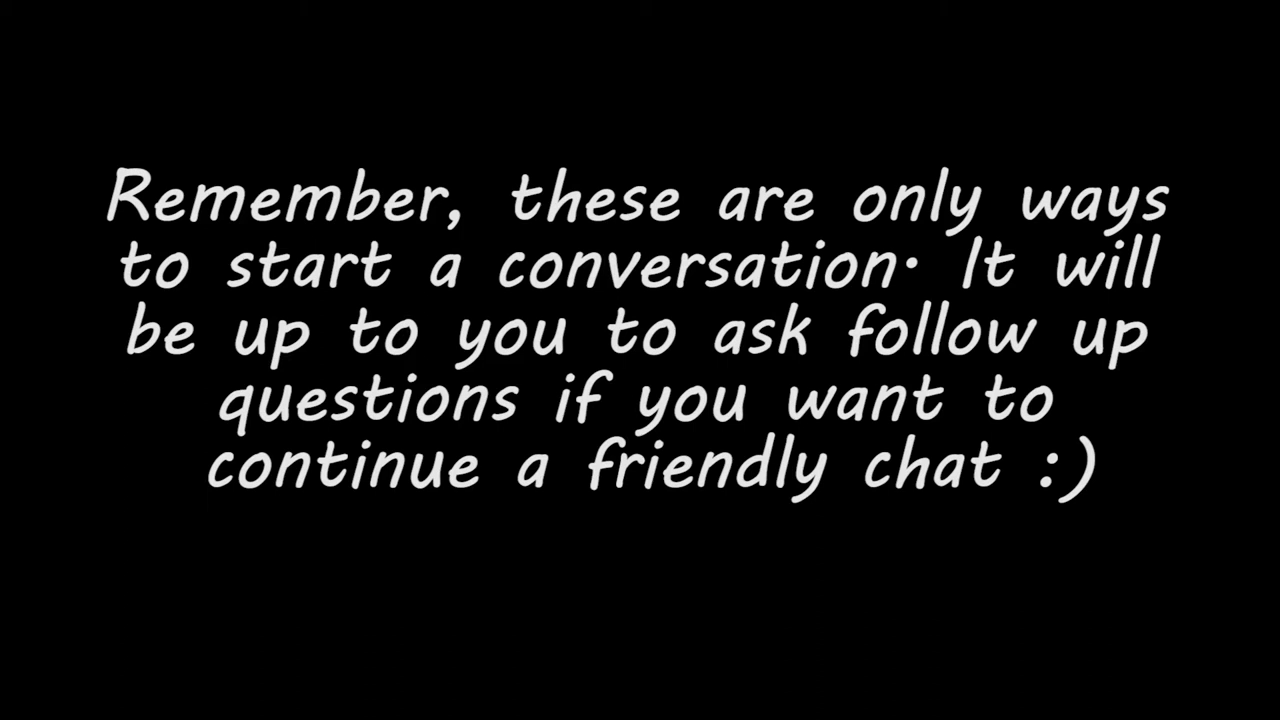 Remember, these are only ways
to start a conversation. It will
be up to you to ask follow up
questions if you want to
continue a friendly chat :)